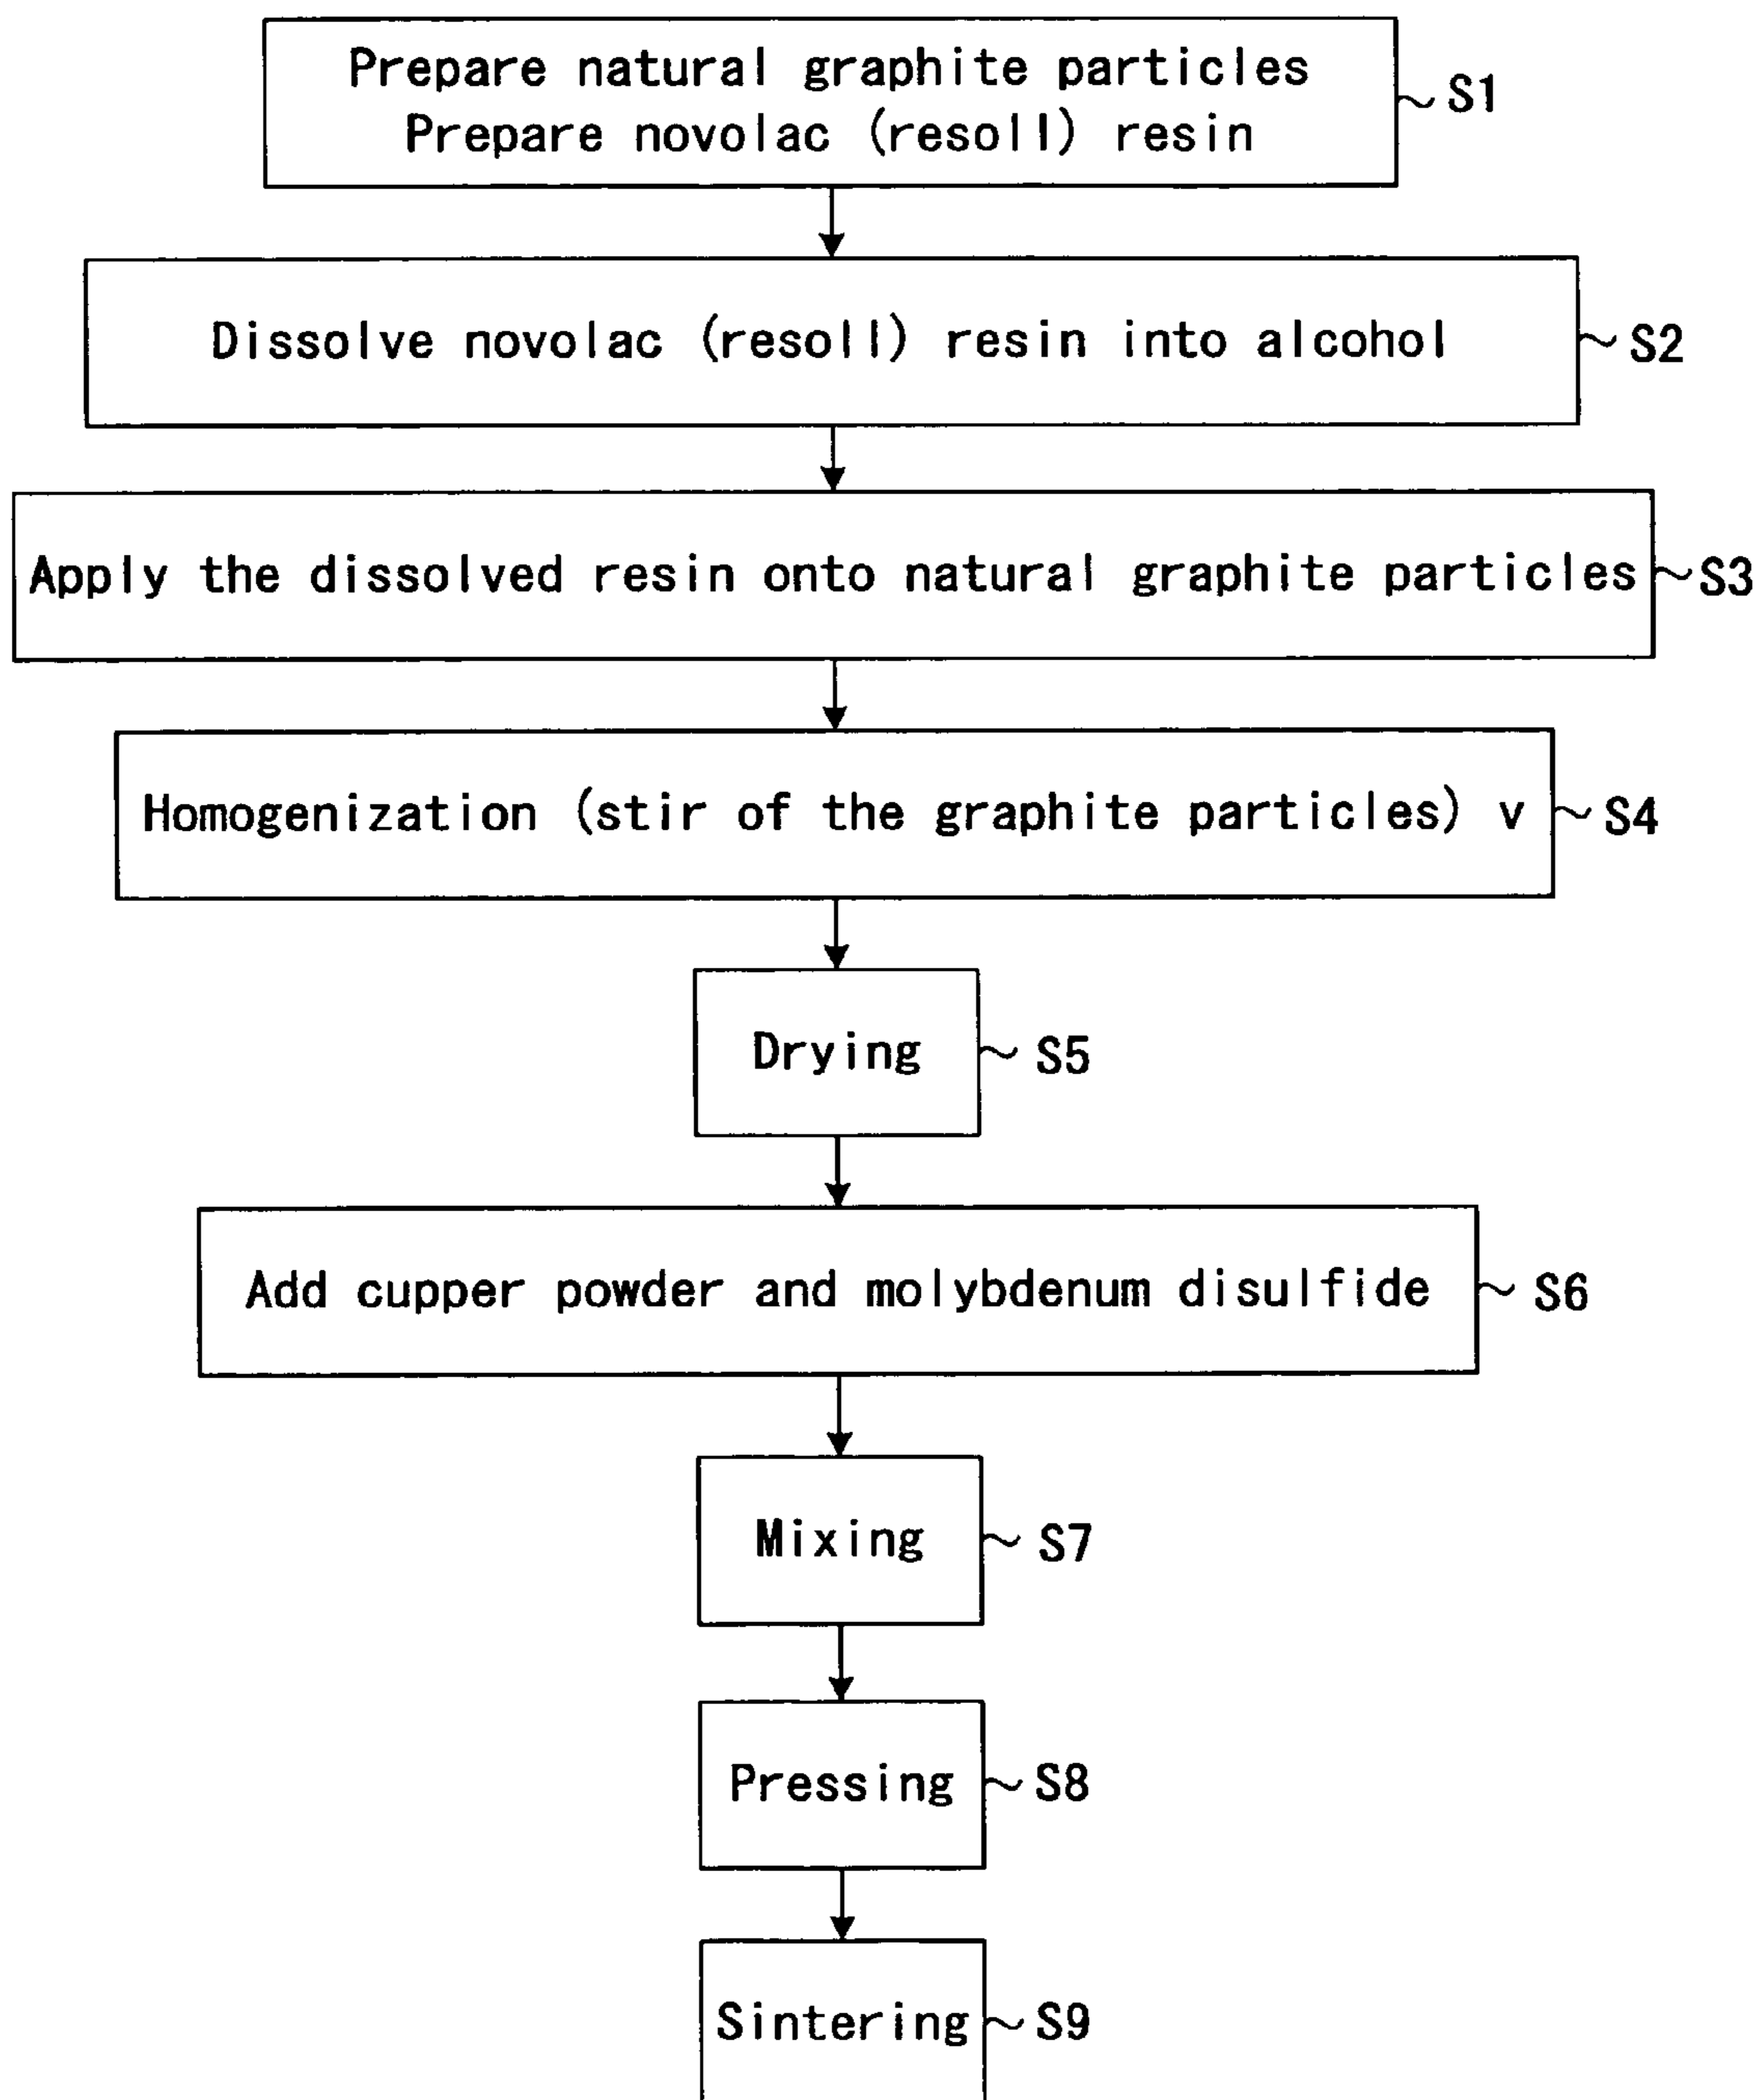 Prepare natural graphite particles
Prepare novolac (resoll) resin
S1
Dissolve novolac (resoll) resin into alcohol
S2
Apply the dissolved resin onto natural graphite particles
S3
Homogenization (stir of the graphite particles) v
S4
Drying
S5
Add cupper powder and molybdenum disulfide
S6
Mixing
S7
Pressing
S8
Sintering
S9